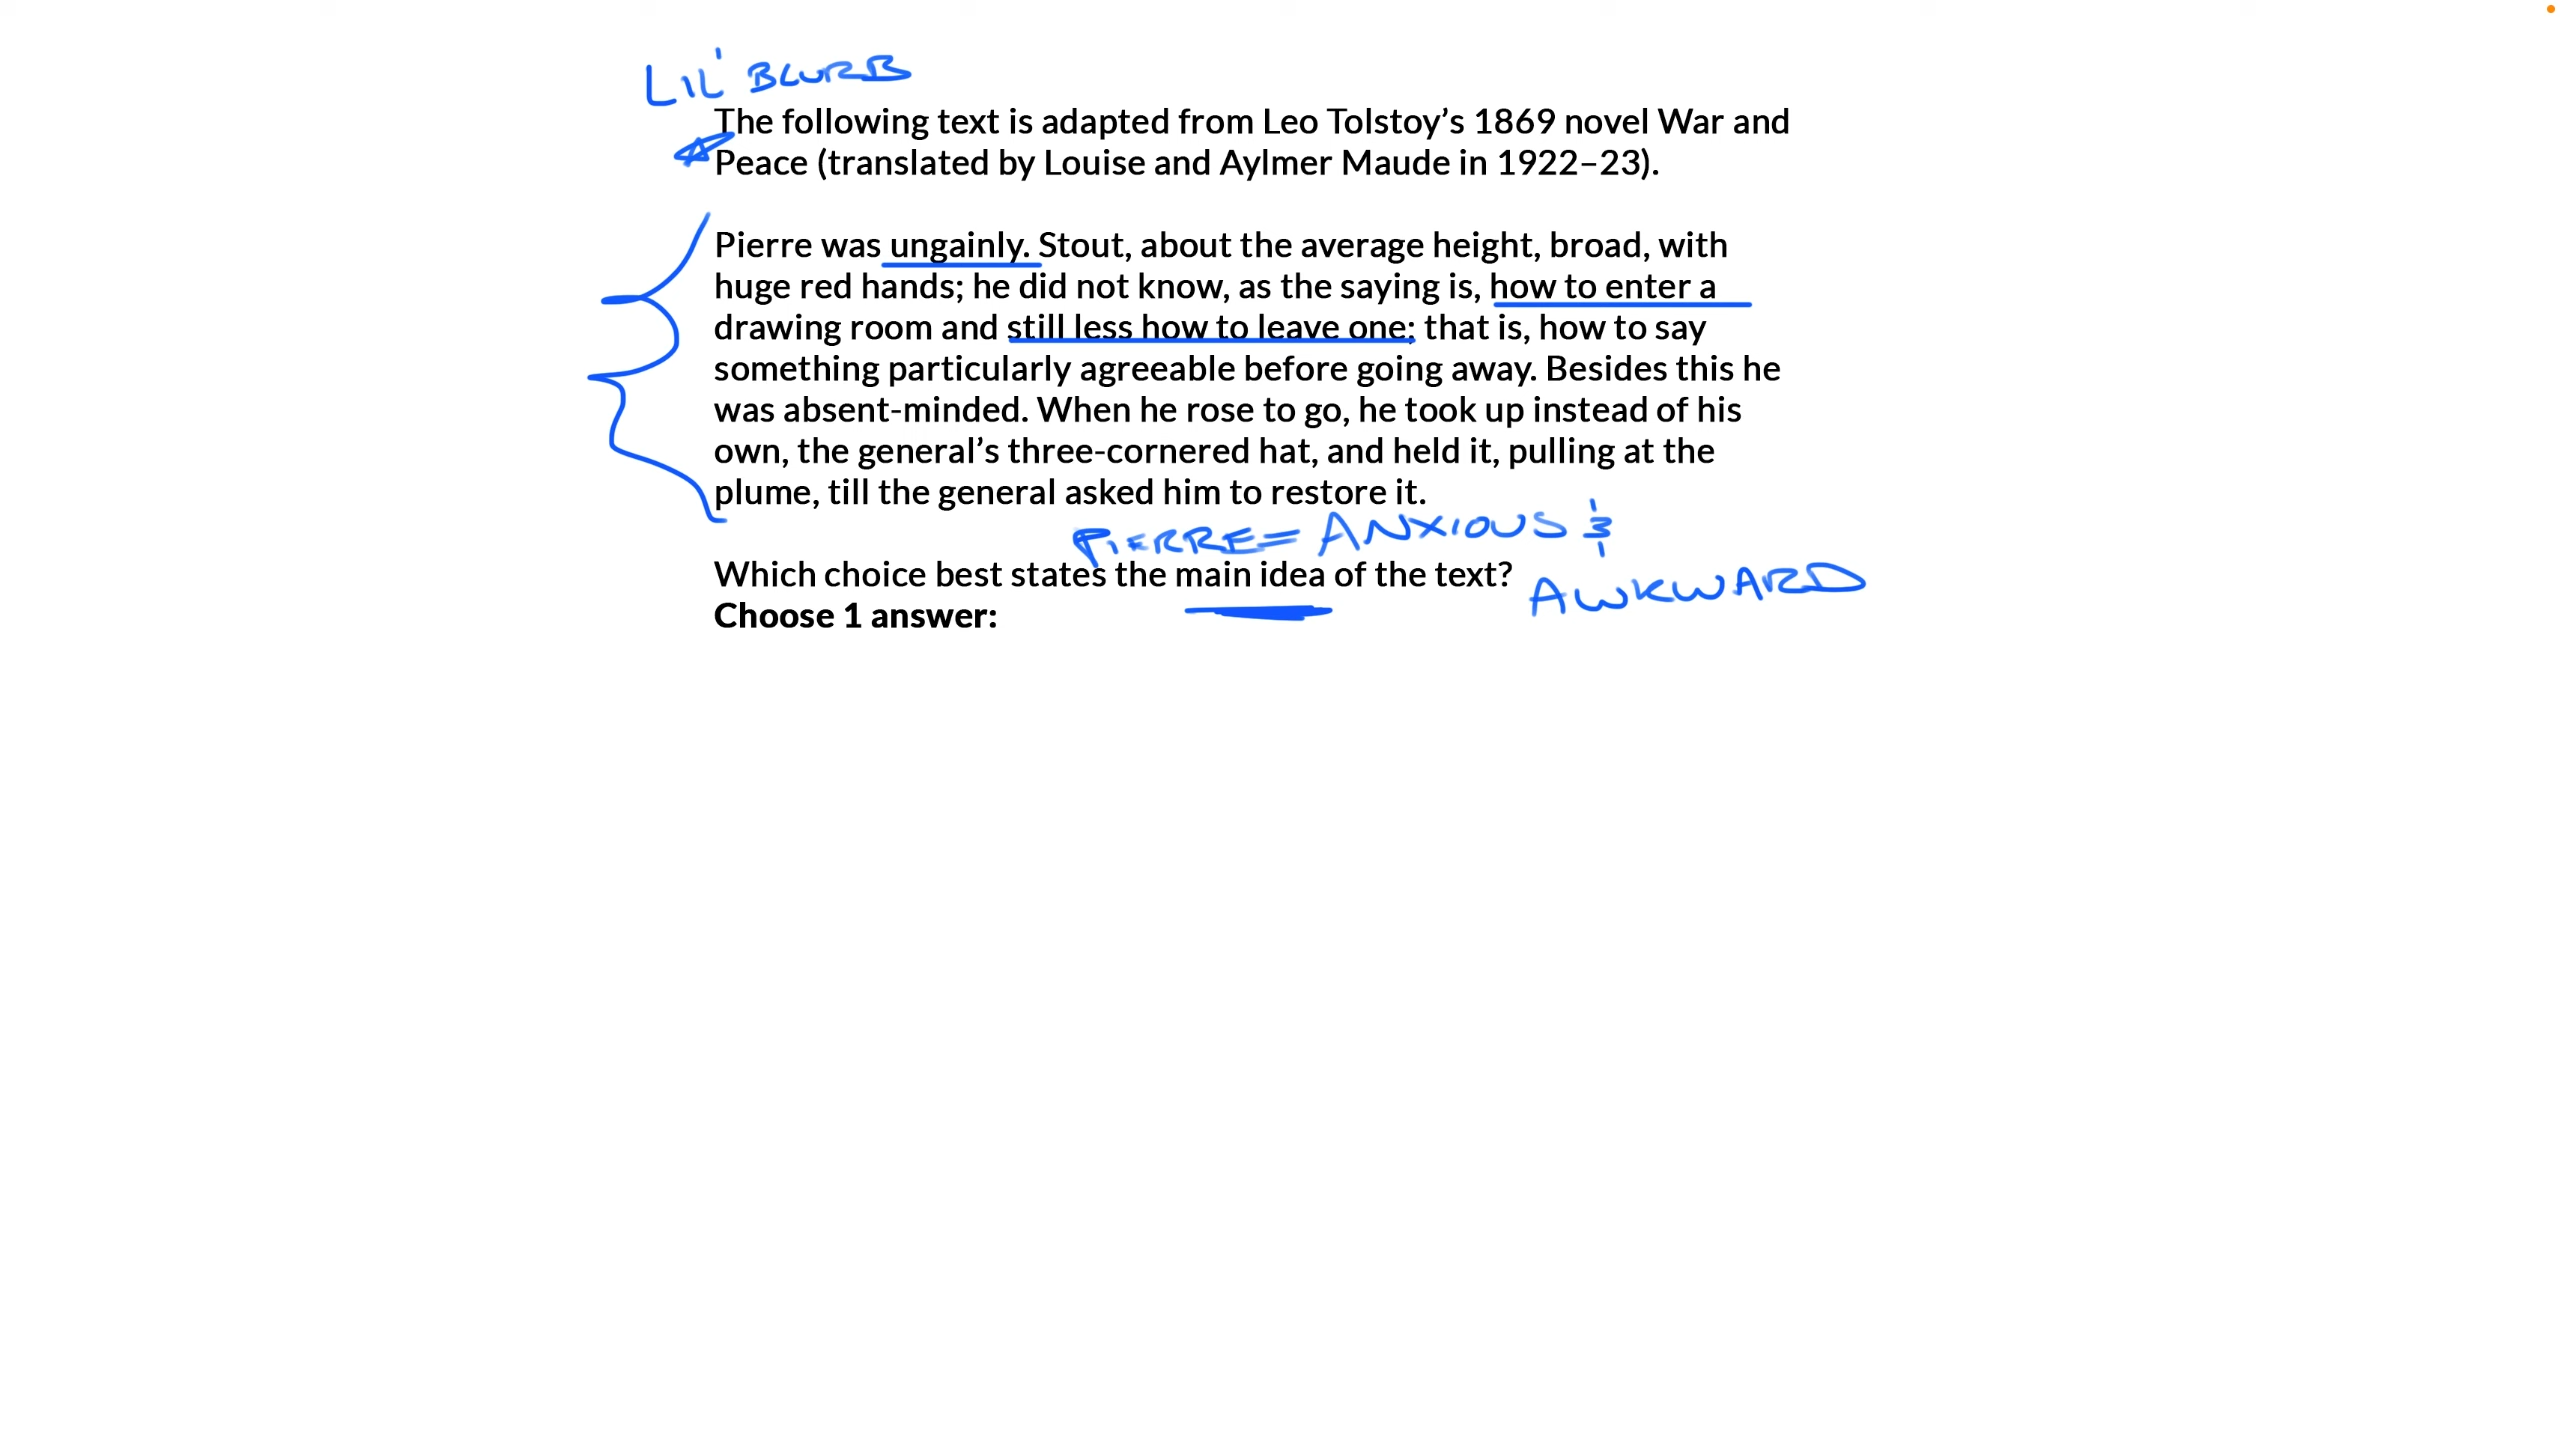 LIL' BLURB
The following text is adapted from Leo Tolstoy’s 1869 novel War and
Peace (translated by Louise and Aylmer Maude in 1922–23).
Pierre was ungainly. Stout, about the average height, broad, with
huge red hands; he did not know, as the saying is, how to enter a
drawing room and still less how to leave one; that is, how to say
something particularly agreeable before going away. Besides this he
was absent-minded. When he rose to go, he took up instead of his
own, the general’s three-cornered hat, and held it, pulling at the
plume, till the general asked him to restore it.
PIERRE = ANXIOUS &
Which choice best states the main idea of the text?
AWKWARD
Choose 1 answer: